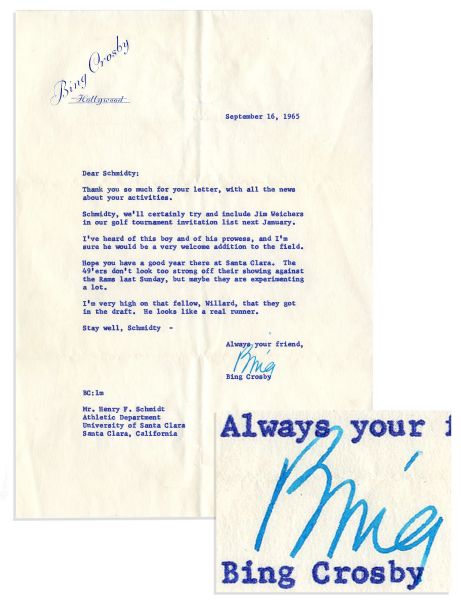 Bing Crosby
Hollywood
September 16, 1965
Dear Schmidty:
Thank you so much for your letter, with all the news
about your activities.
Schmidty, we'll certainly try and include Jim Weichers
in our golf tournament invitation list next January.
I've heard of this boy and of his prowess, and I'm
sure he would be a very welcome addition to the field.
Hope you have a good year there at Santa Clara. The
49'ers don't look too strong off their showing against
the Rams last Sunday, but maybe they are experimenting
a lot.
I'm very high on that fellow, Willard, that they got
in the draft. He looks like a real runner.
Stay well, Schmidty -
Always your friend,
Bing
Bing Crosby
BC:lm
Mr. Henry F. Schmidt
Athletic Department
University of Santa Clara
Santa Clara, California
Always your f
Bing
Bing Crosby